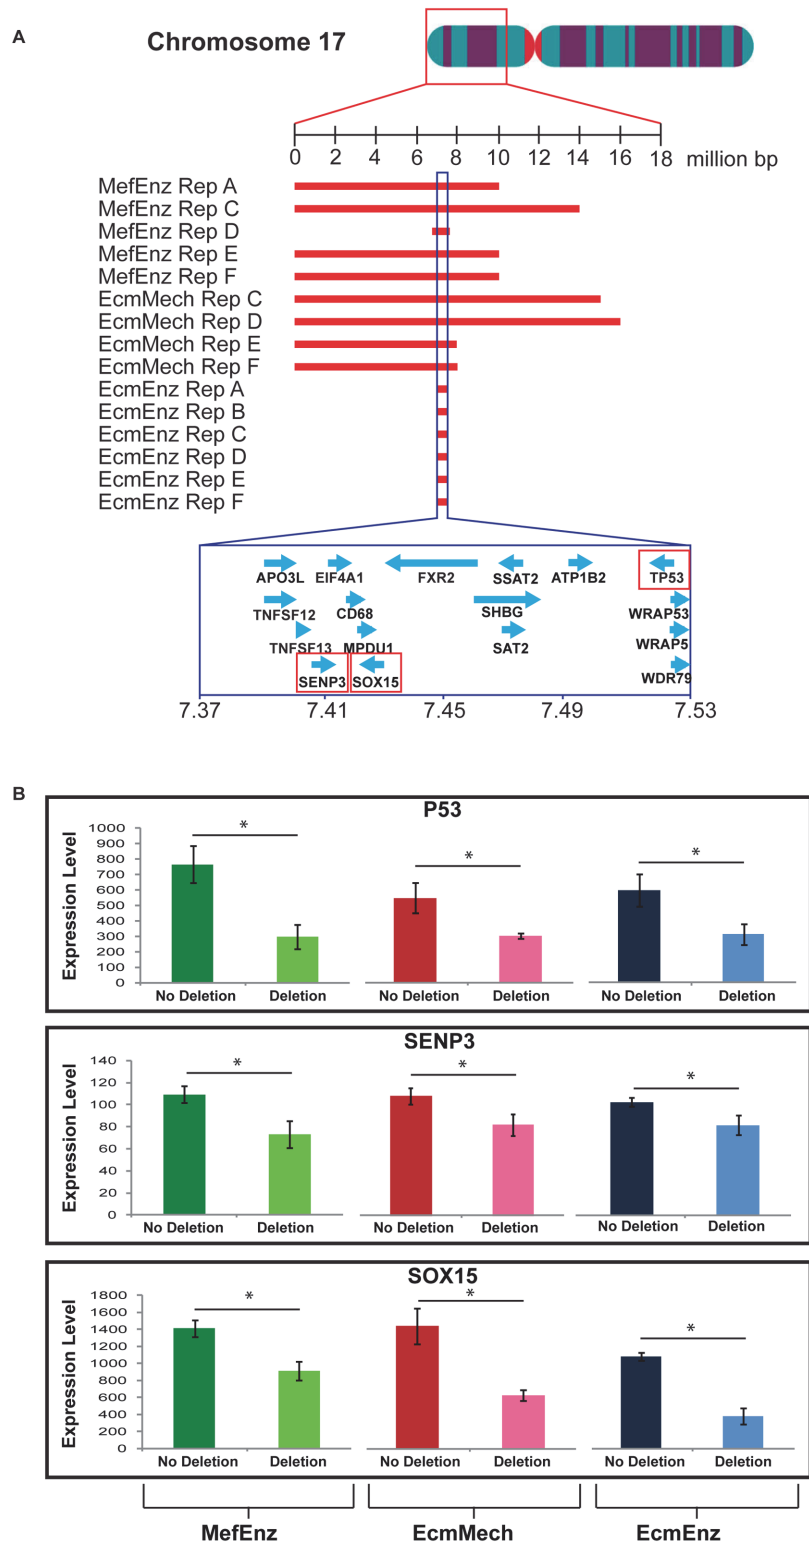 A
Chromosome 17
0 2 4 6 8 10 12 14 16 18 million bp
MefEnz Rep A
MefEnz Rep C
MefEnz Rep D
MefEnz Rep E
MefEnz Rep F
EcmMech Rep C
EcmMech Rep D
EcmMech Rep E
EcmMech Rep F
EcmEnz Rep A
EcmEnz Rep B
EcmEnz Rep C
EcmEnz Rep D
EcmEnz Rep E
EcmEnz Rep F
APO3L EIF4A1 FXR2 SSAT2 ATP1B2 TP53
TNFSF12 CD68 SHBG WRAP53
TNFSF13 MPDU1 SAT2 WRAP5
SENP3 SOX15 WDR79
7.37 7.41 7.45 7.49 7.53
B
P53
Expression Level
1000
900
800
700
600
500
400
300
200
100
0
* * *
No Deletion Deletion No Deletion Deletion No Deletion Deletion
SENP3
Expression Level
140
120
100
80
60
40
20
0
* * *
No Deletion Deletion No Deletion Deletion No Deletion Deletion
SOX15
Expression Level
1800
1600
1400
1200
1000
800
600
400
200
0
* * *
No Deletion Deletion No Deletion Deletion No Deletion Deletion
MefEnz EcmMech EcmEnz